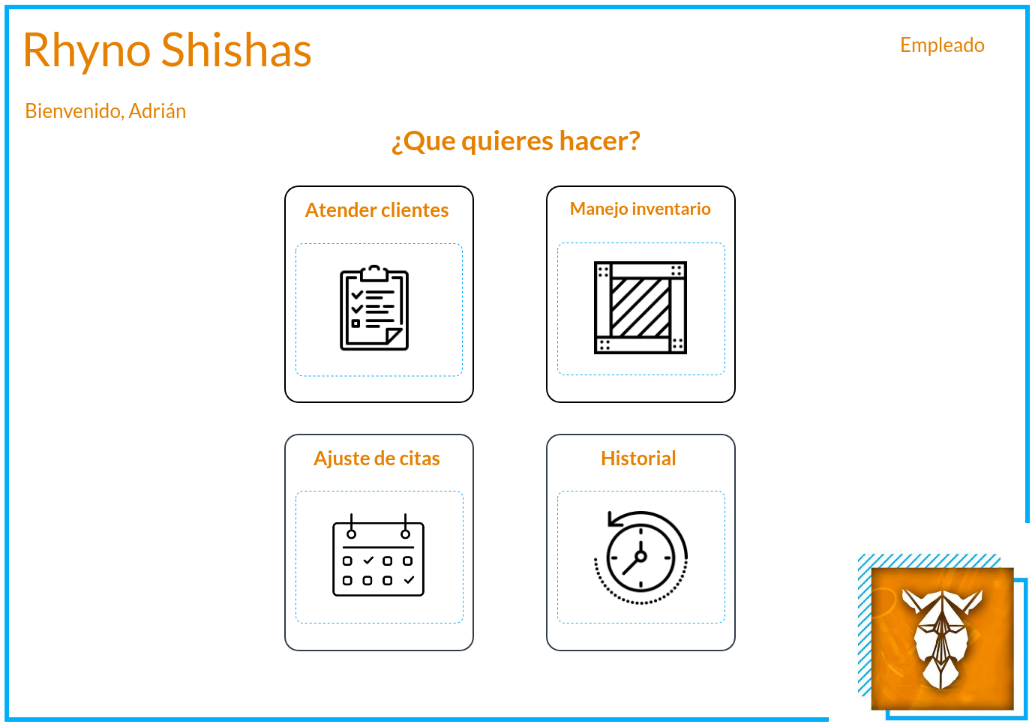 Rhyno Shishas
Empleado
Bienvenido, Adrián
¿Que quieres hacer?
Atender clientes
Manejo inventario
Ajuste de citas
Historial